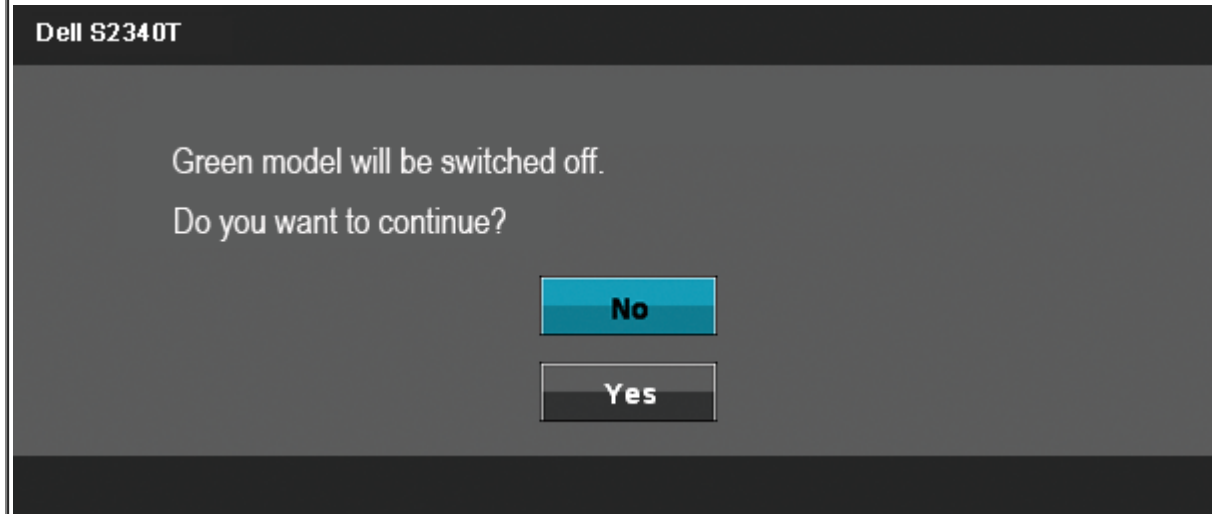 Dell S2340T
Green model will be switched off.
Do you want to continue?
No
Yes